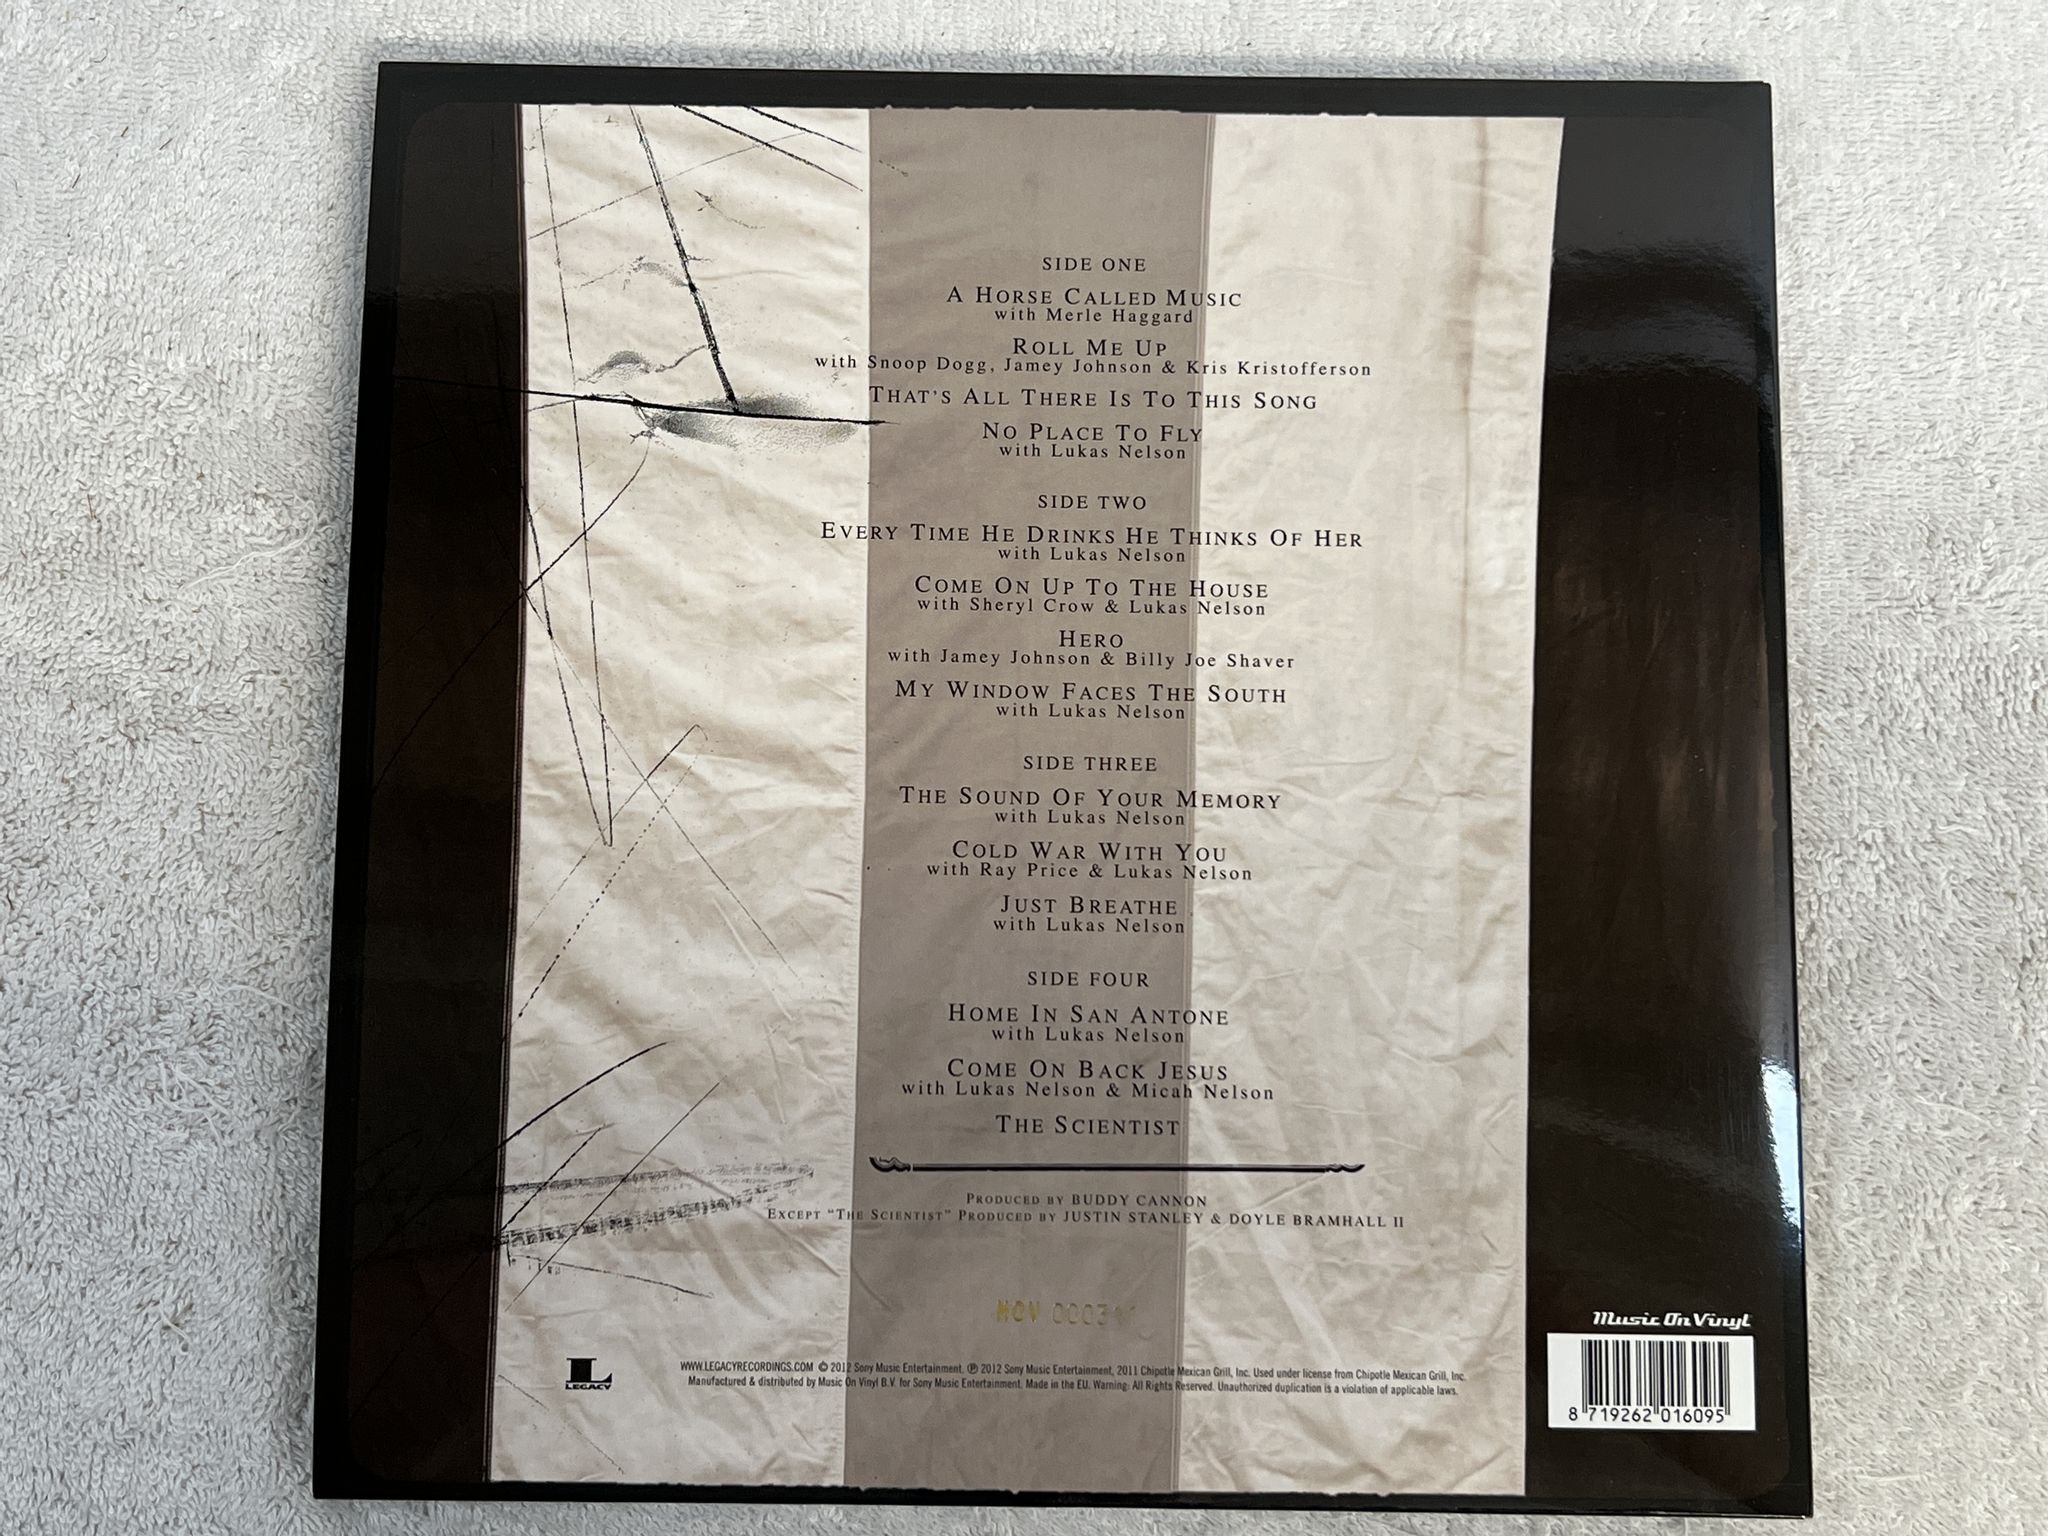 SIDE ONE
A HORSE CALLED MUSIC
with Merle Haggard
ROLL ME UP
with Snoop Dogg, Jamey Johnson & Kris Kristofferson
THAT'S ALL THERE IS TO THIS SONG
NO PLACE TO FLY
with Lukas Nelson
SIDE TWO
EVERY TIME HE DRINKS HE THINKS OF HER
with Lukas Nelson
COME ON UP TO THE HOUSE
with Sheryl Crow & Lukas Nelson
HERO
with Jamey Johnson & Billy Joe Shaver
MY WINDOW FACES THE SOUTH
with Lukas Nelson
SIDE THREE
THE SOUND OF YOUR MEMORY
with Lukas Nelson
COLD WAR WITH YOU
with Ray Price & Lukas Nelson
JUST BREATHE
with Lukas Nelson
SIDE FOUR
HOME IN SAN ANTONE
with Lukas Nelson
COME ON BACK JESUS
with Lukas Nelson & Micah Nelson
THE SCIENTIST
PRODUCED BY BUDDY CANNON
EXCEPT "THE SCIENTIST" PRODUCED BY JUSTIN STANLEY & DOYLE BRAMHALL II
MOV
L
LEGACY
WWW.LEGACYRECORDINGS.COM © 2012 Sony Music Entertainment. ℗ 2012 Sony Music Entertainment, 2011 Chipotle Mexican Grill, Inc. Used under license from Chipotle Mexican Grill, Inc.
Manufactured & distributed by Music On Vinyl B.V. for Sony Music Entertainment. Made in the EU. Warning: All Rights Reserved. Unauthorized duplication is a violation of applicable laws.
Music On Vinyl
8 719262 016095